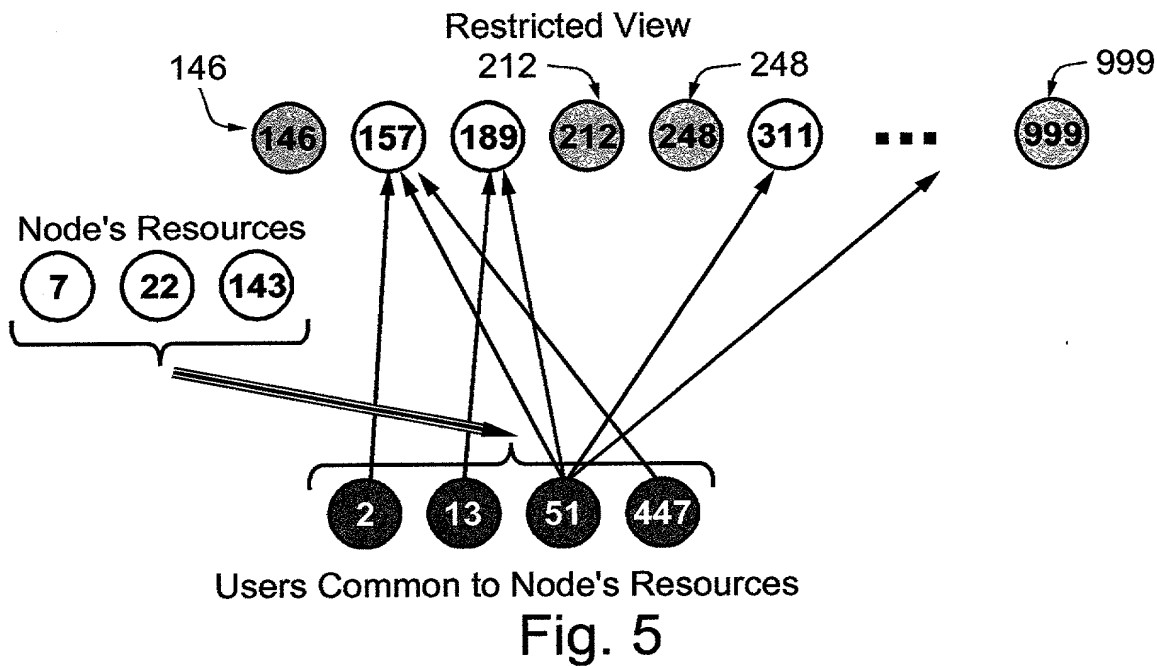 Restricted View
146 212 248 999
146 157 189 212 248 311 ... 999
Node's Resources
7 22 143
2 13 51 447
Users Common to Node's Resources
Fig. 5